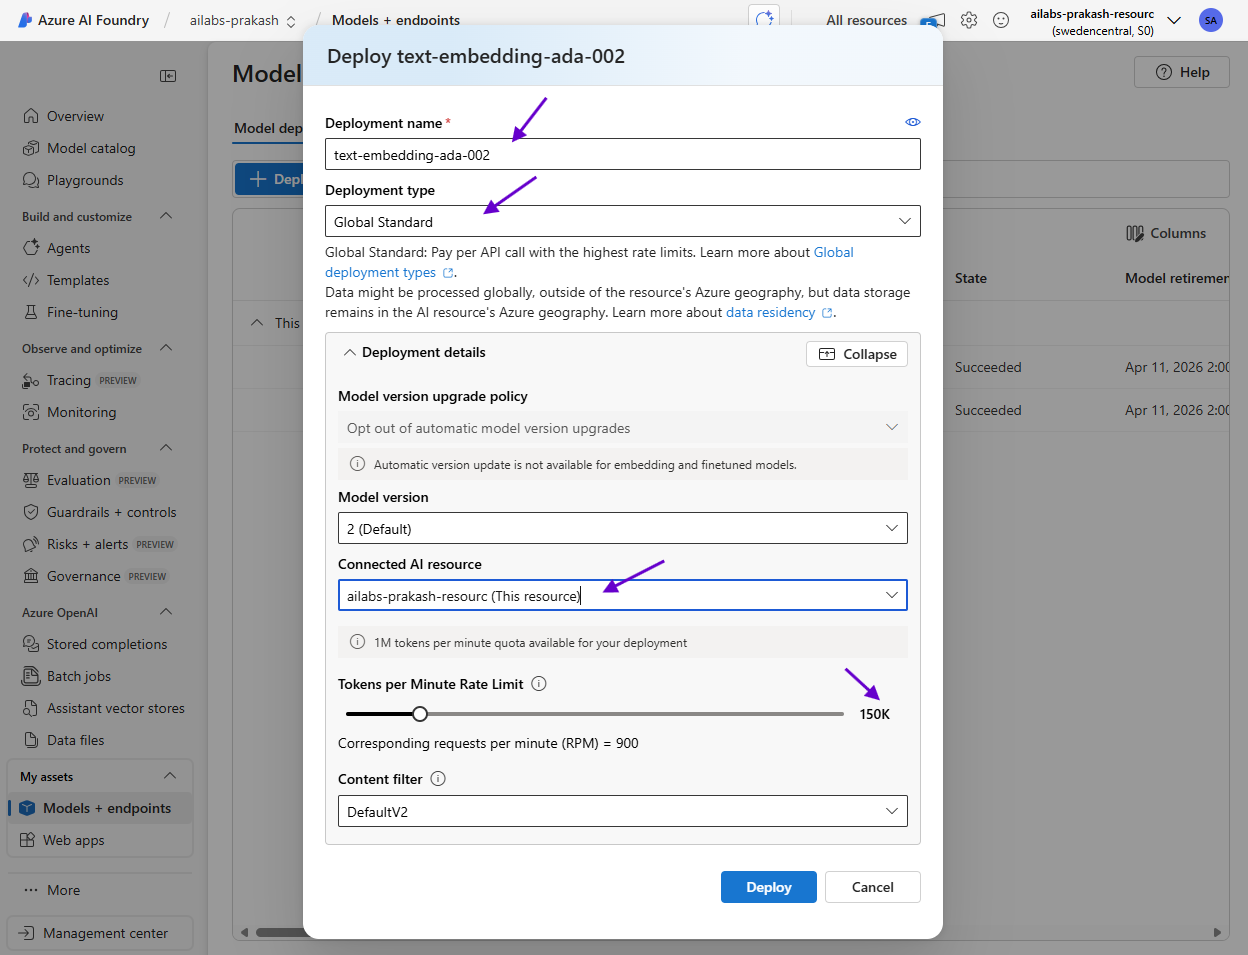 Azure AI Foundry / ailabs-prakash / Models + endpoints All resources ailabs-prakash-resourc
(swedencentral, S0)
SA
Deploy text-embedding-ada-002
Model
Help
Overview
Model catalog
Playgrounds
Build and customize
Agents
Templates
Fine-tuning
Observe and optimize
Tracing PREVIEW
Monitoring
Protect and govern
Evaluation PREVIEW
Guardrails + controls
Risks + alerts PREVIEW
Governance PREVIEW
Azure OpenAI
Stored completions
Batch jobs
Assistant vector stores
Data files
My assets
Models + endpoints
Web apps
More
Management center
Model dep
+ Depl
This
Deployment name *
text-embedding-ada-002
Deployment type
Global Standard
Global Standard: Pay per API call with the highest rate limits. Learn more about Global
deployment types .
Data might be processed globally, outside of the resource's Azure geography, but data storage
remains in the AI resource's Azure geography. Learn more about data residency .
Deployment details
Collapse
Model version upgrade policy
Opt out of automatic model version upgrades
Automatic version update is not available for embedding and finetuned models.
Model version
2 (Default)
Connected AI resource
ailabs-prakash-resourc (This resource)
1M tokens per minute quota available for your deployment
Tokens per Minute Rate Limit
150K
Corresponding requests per minute (RPM) = 900
Content filter
DefaultV2
Deploy
Cancel
Columns
State Model retiremen
Succeeded Apr 11, 2026 2:00
Succeeded Apr 11, 2026 2:00